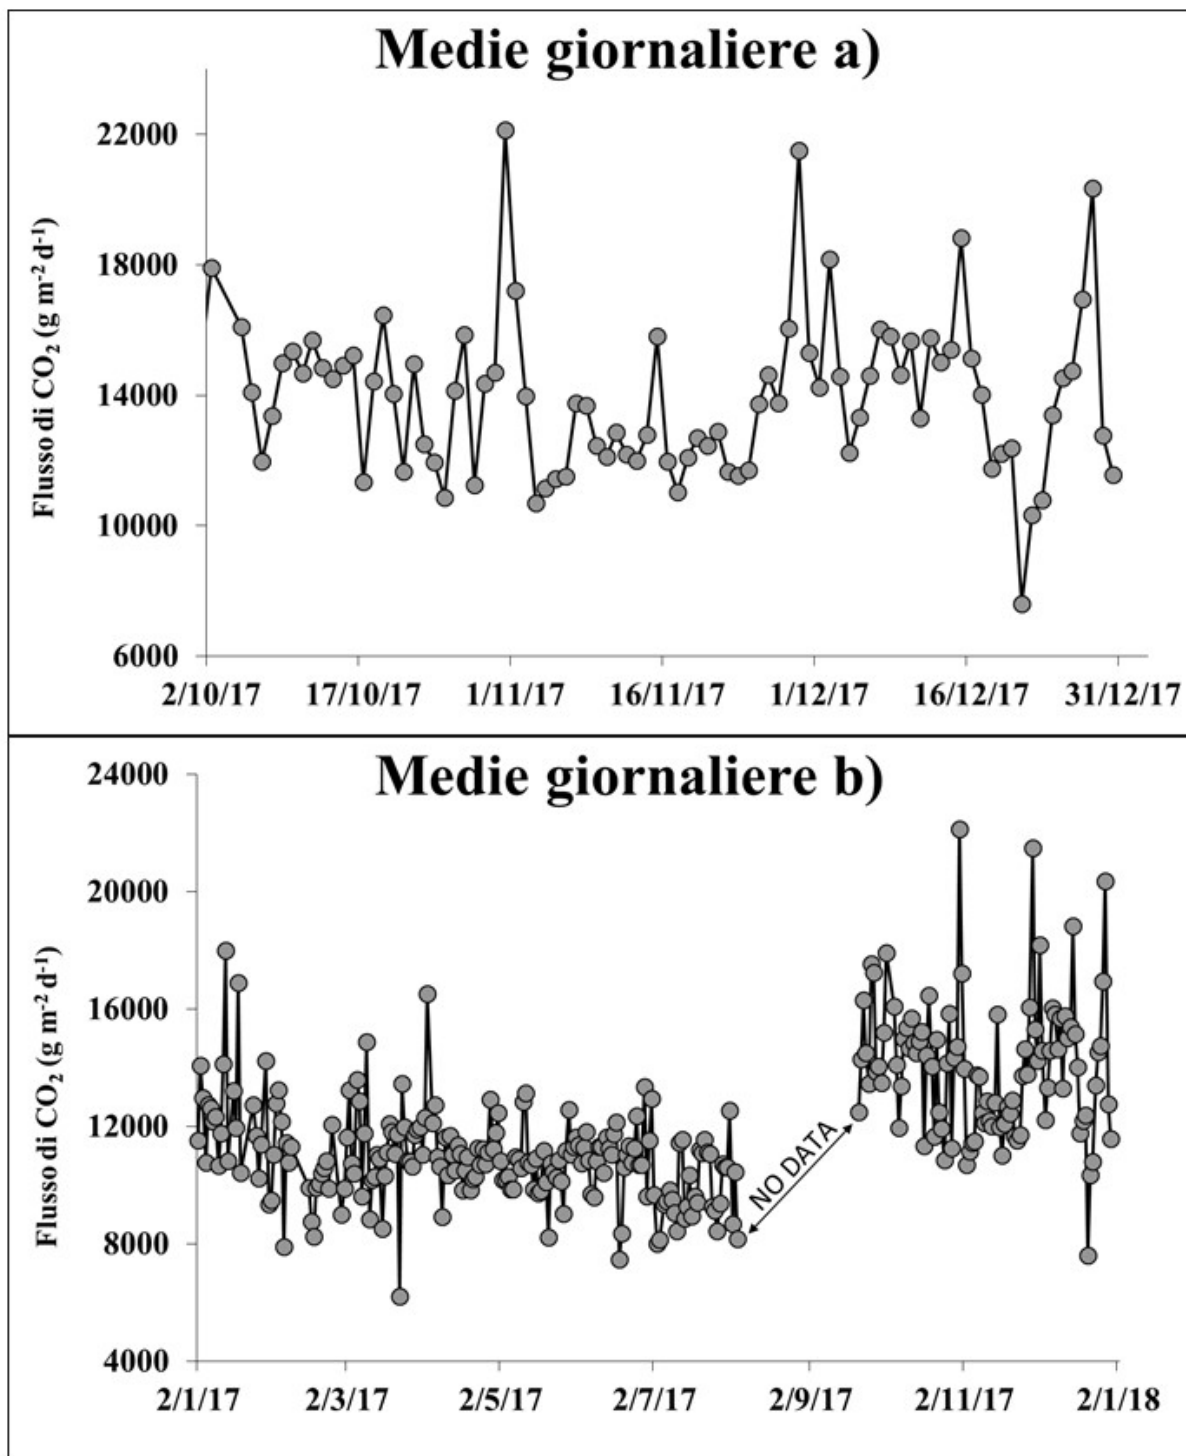 Medie giornaliere a)
Flusso di CO₂ (g m⁻² d⁻¹)
22000
18000
14000
10000
6000
2/10/17 17/10/17 1/11/17 16/11/17 1/12/17 16/12/17 31/12/17
Medie giornaliere b)
Flusso di CO₂ (g m⁻² d⁻¹)
24000
20000
16000
12000
8000
4000
NO DATA
2/1/17 2/3/17 2/5/17 2/7/17 2/9/17 2/11/17 2/1/18